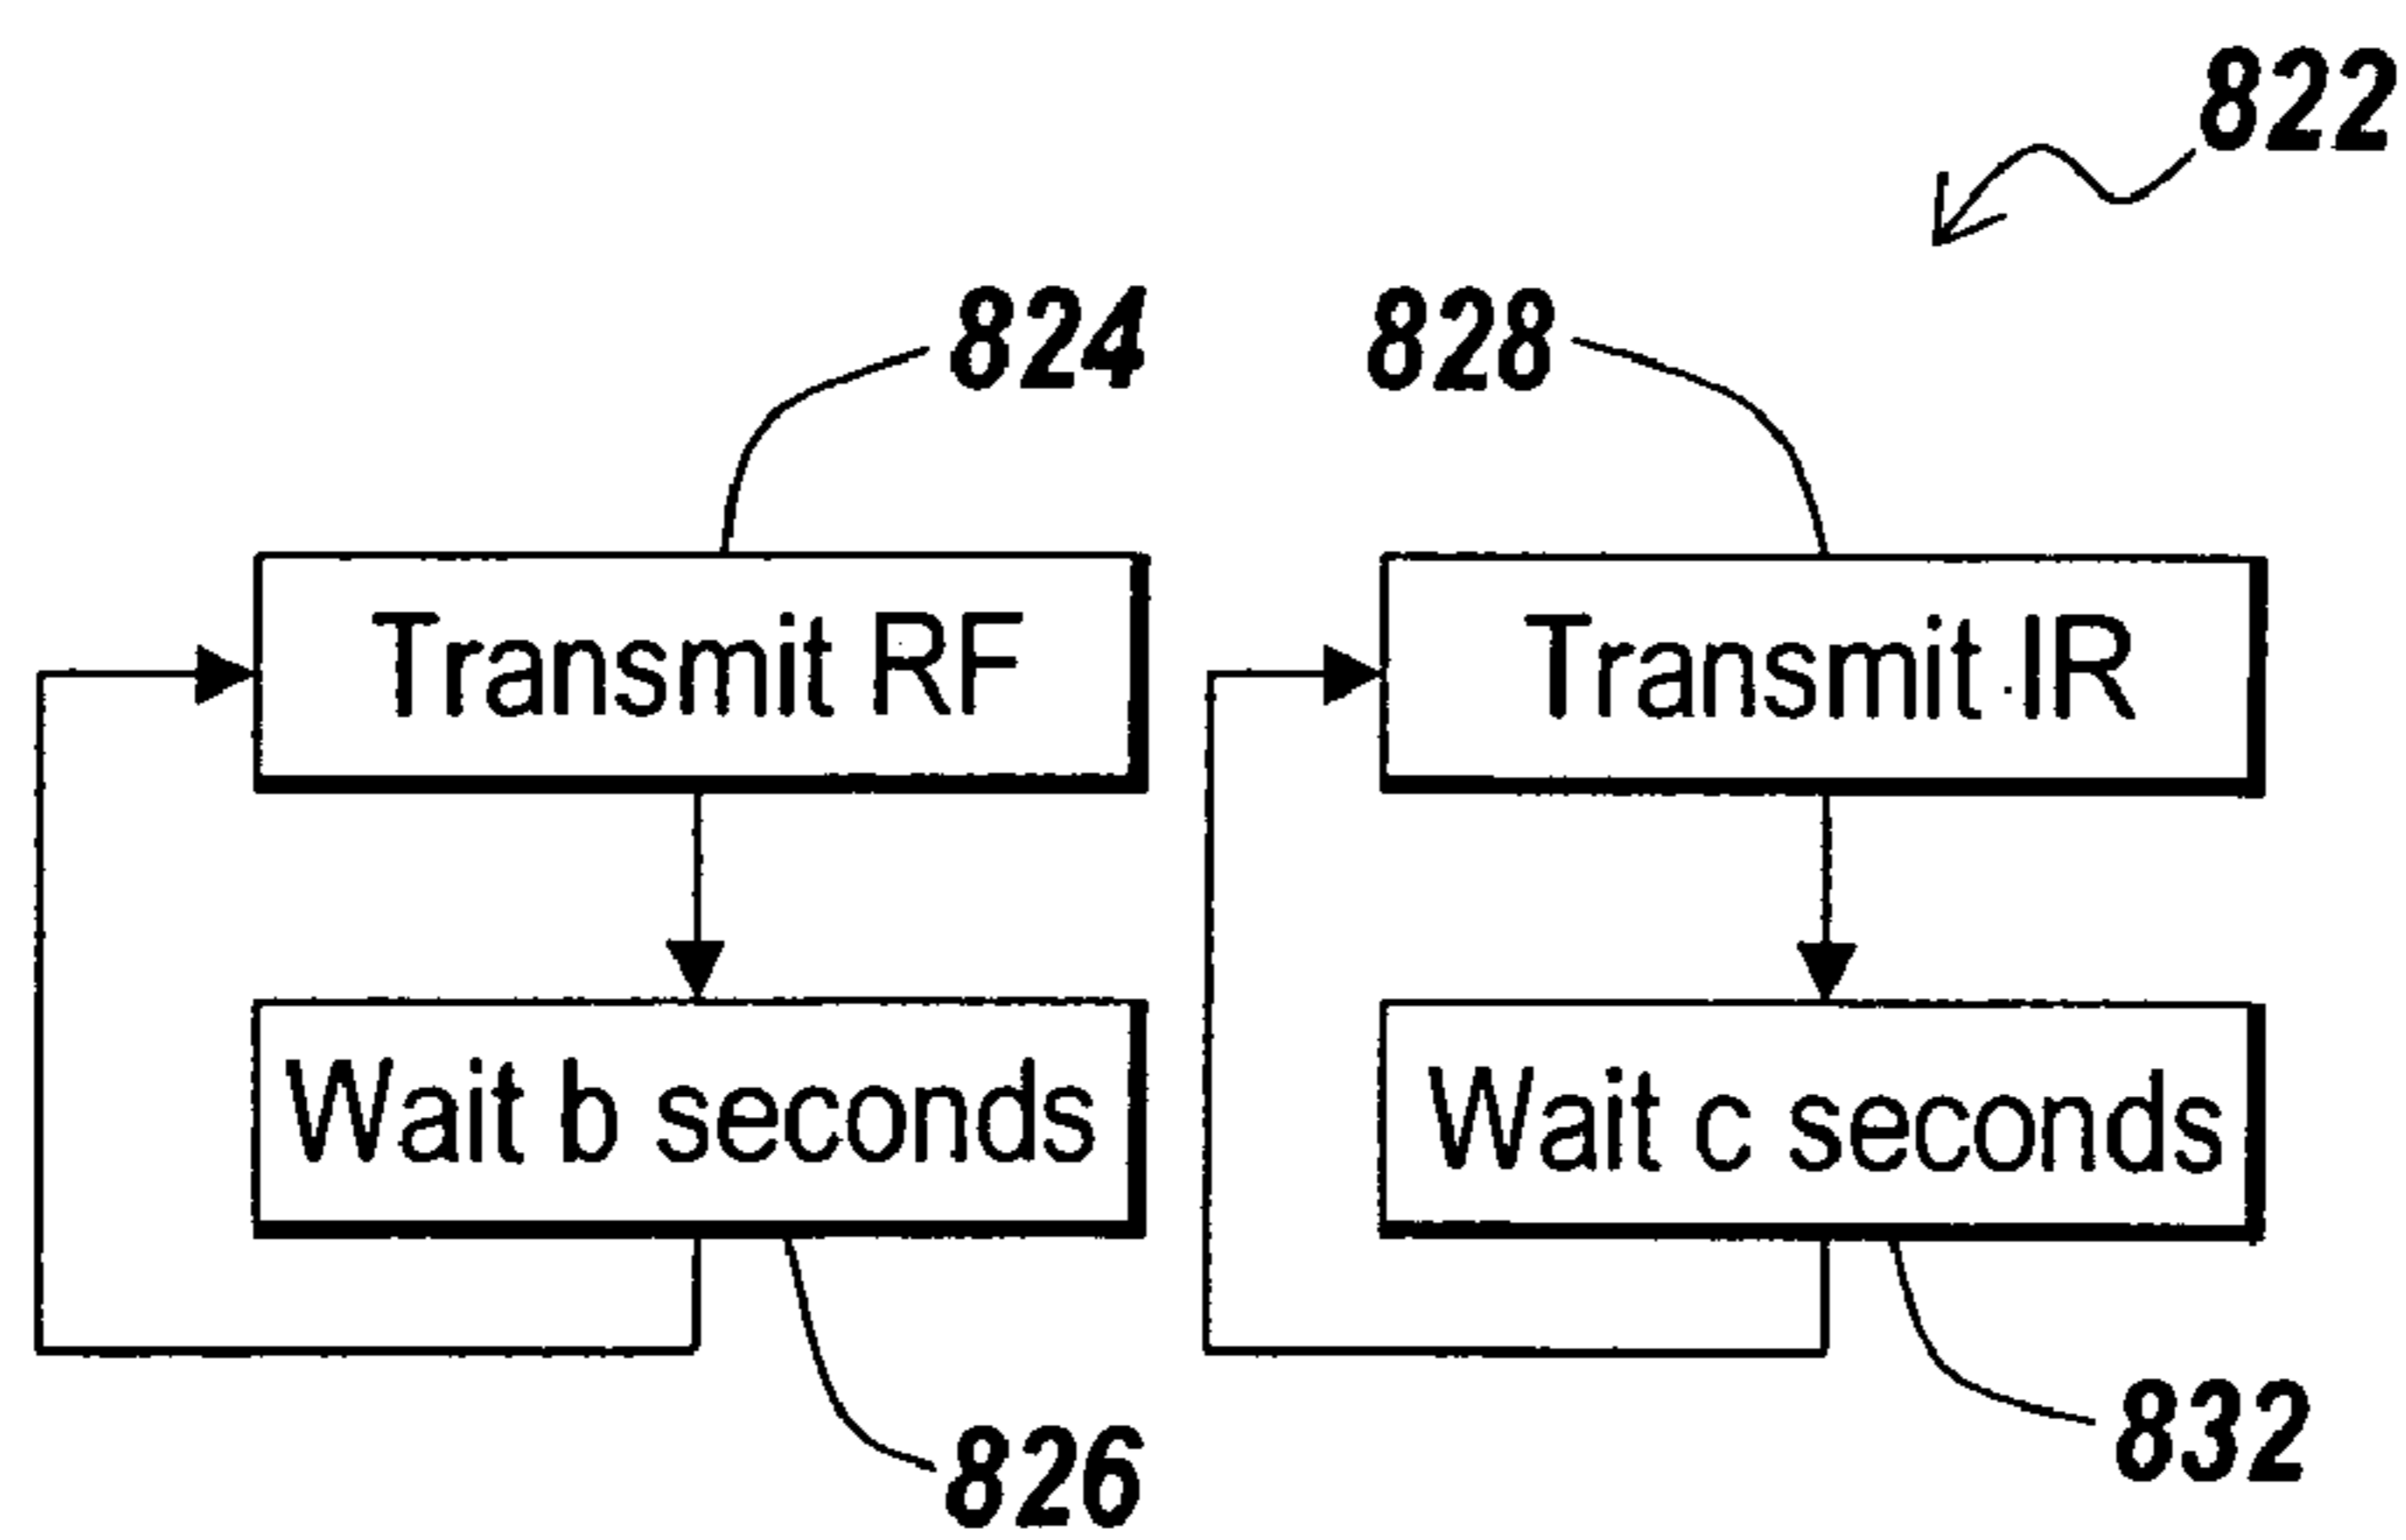 822
824
828
Transmit RF
Transmit IR
Wait b seconds
Wait c seconds
832
826